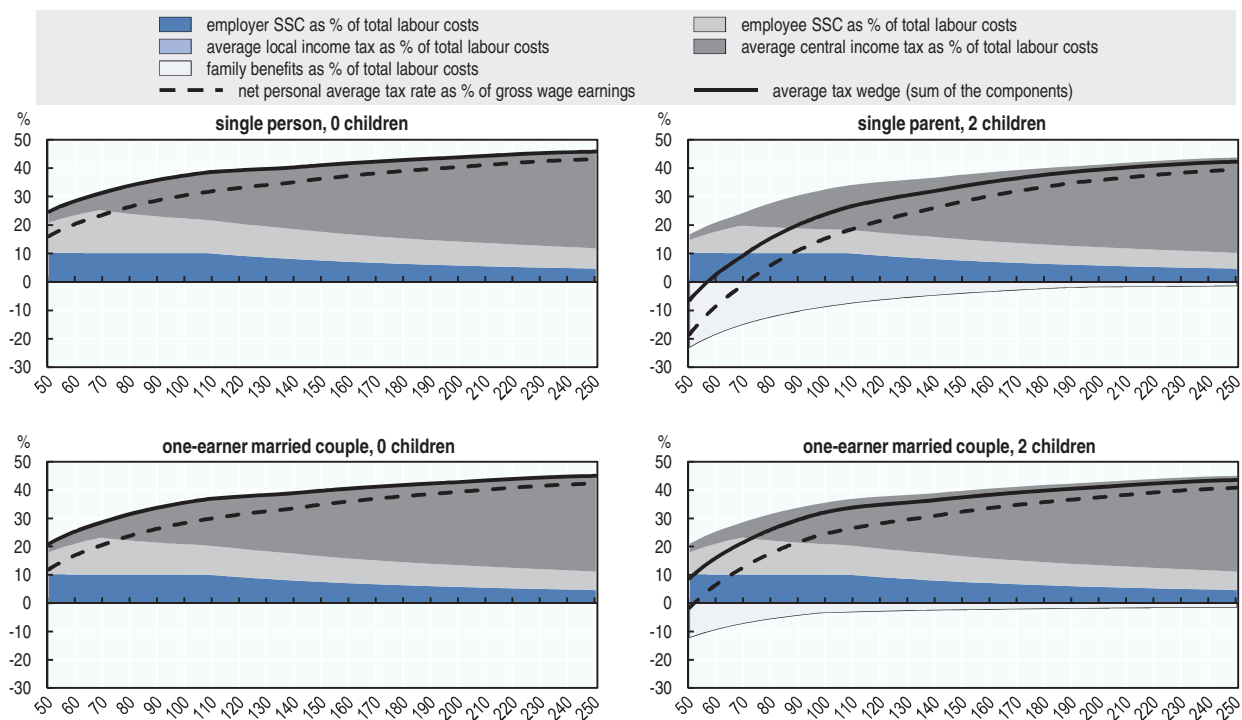 employer SSC as % of total labour costs
employee SSC as % of total labour costs
average local income tax as % of total labour costs
average central income tax as % of total labour costs
family benefits as % of total labour costs
net personal average tax rate as % of gross wage earnings
average tax wedge (sum of the components)
%
single person, 0 children
50
40
30
20
10
0
-10
-20
-30
50 60 70 80 90 100 110 120 130 140 150 160 170 180 190 200 210 220 230 240 250
%
single parent, 2 children
50
40
30
20
10
0
-10
-20
-30
50 60 70 80 90 100 110 120 130 140 150 160 170 180 190 200 210 220 230 240 250
%
one-earner married couple, 0 children
50
40
30
20
10
0
-10
-20
-30
50 60 70 80 90 100 110 120 130 140 150 160 170 180 190 200 210 220 230 240 250
%
one-earner married couple, 2 children
50
40
30
20
10
0
-10
-20
-30
50 60 70 80 90 100 110 120 130 140 150 160 170 180 190 200 210 220 230 240 250